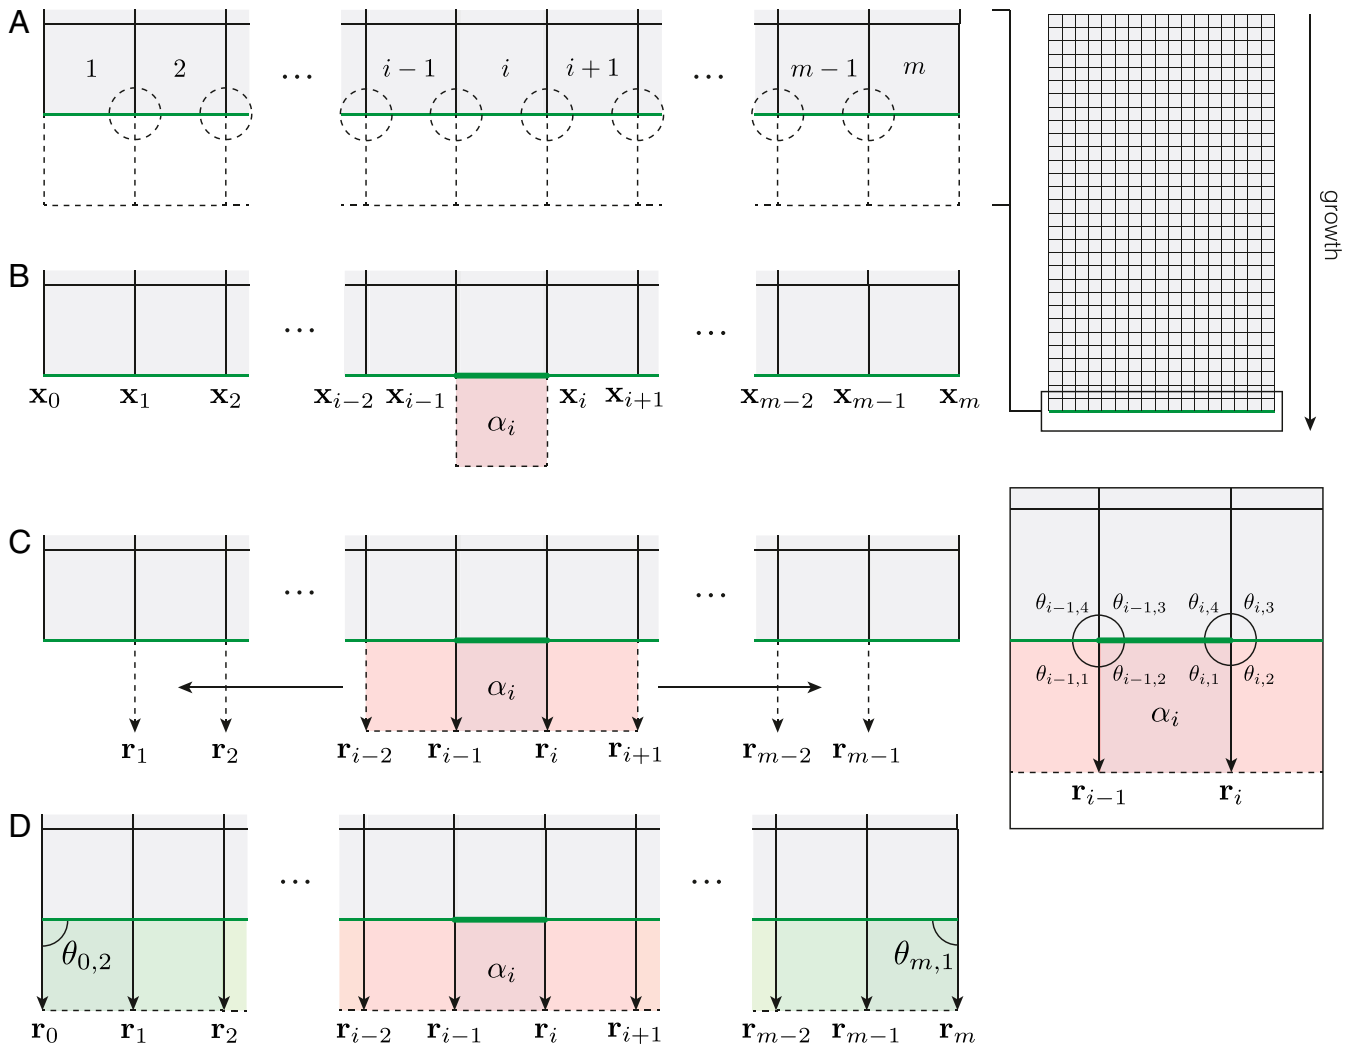 A
1 2 ... i − 1 i i + 1 ... m − 1 m
growth
B
... ...
x₀ x₁ x₂ xᵢ₋₂ xᵢ₋₁ xᵢ xᵢ₊₁ xₘ₋₂ xₘ₋₁ xₘ
αᵢ
C
... ...
αᵢ
r₁ r₂ rᵢ₋₂ rᵢ₋₁ rᵢ rᵢ₊₁ rₘ₋₂ rₘ₋₁
θᵢ₋₁,₄ θᵢ₋₁,₃ θᵢ,₄ θᵢ,₃
θᵢ₋₁,₁ θᵢ₋₁,₂ θᵢ,₁ θᵢ,₂
αᵢ
rᵢ₋₁ rᵢ
D
... ...
θ₀,₂ αᵢ θₘ,₁
r₀ r₁ r₂ rᵢ₋₂ rᵢ₋₁ rᵢ rᵢ₊₁ rₘ₋₂ rₘ₋₁ rₘ